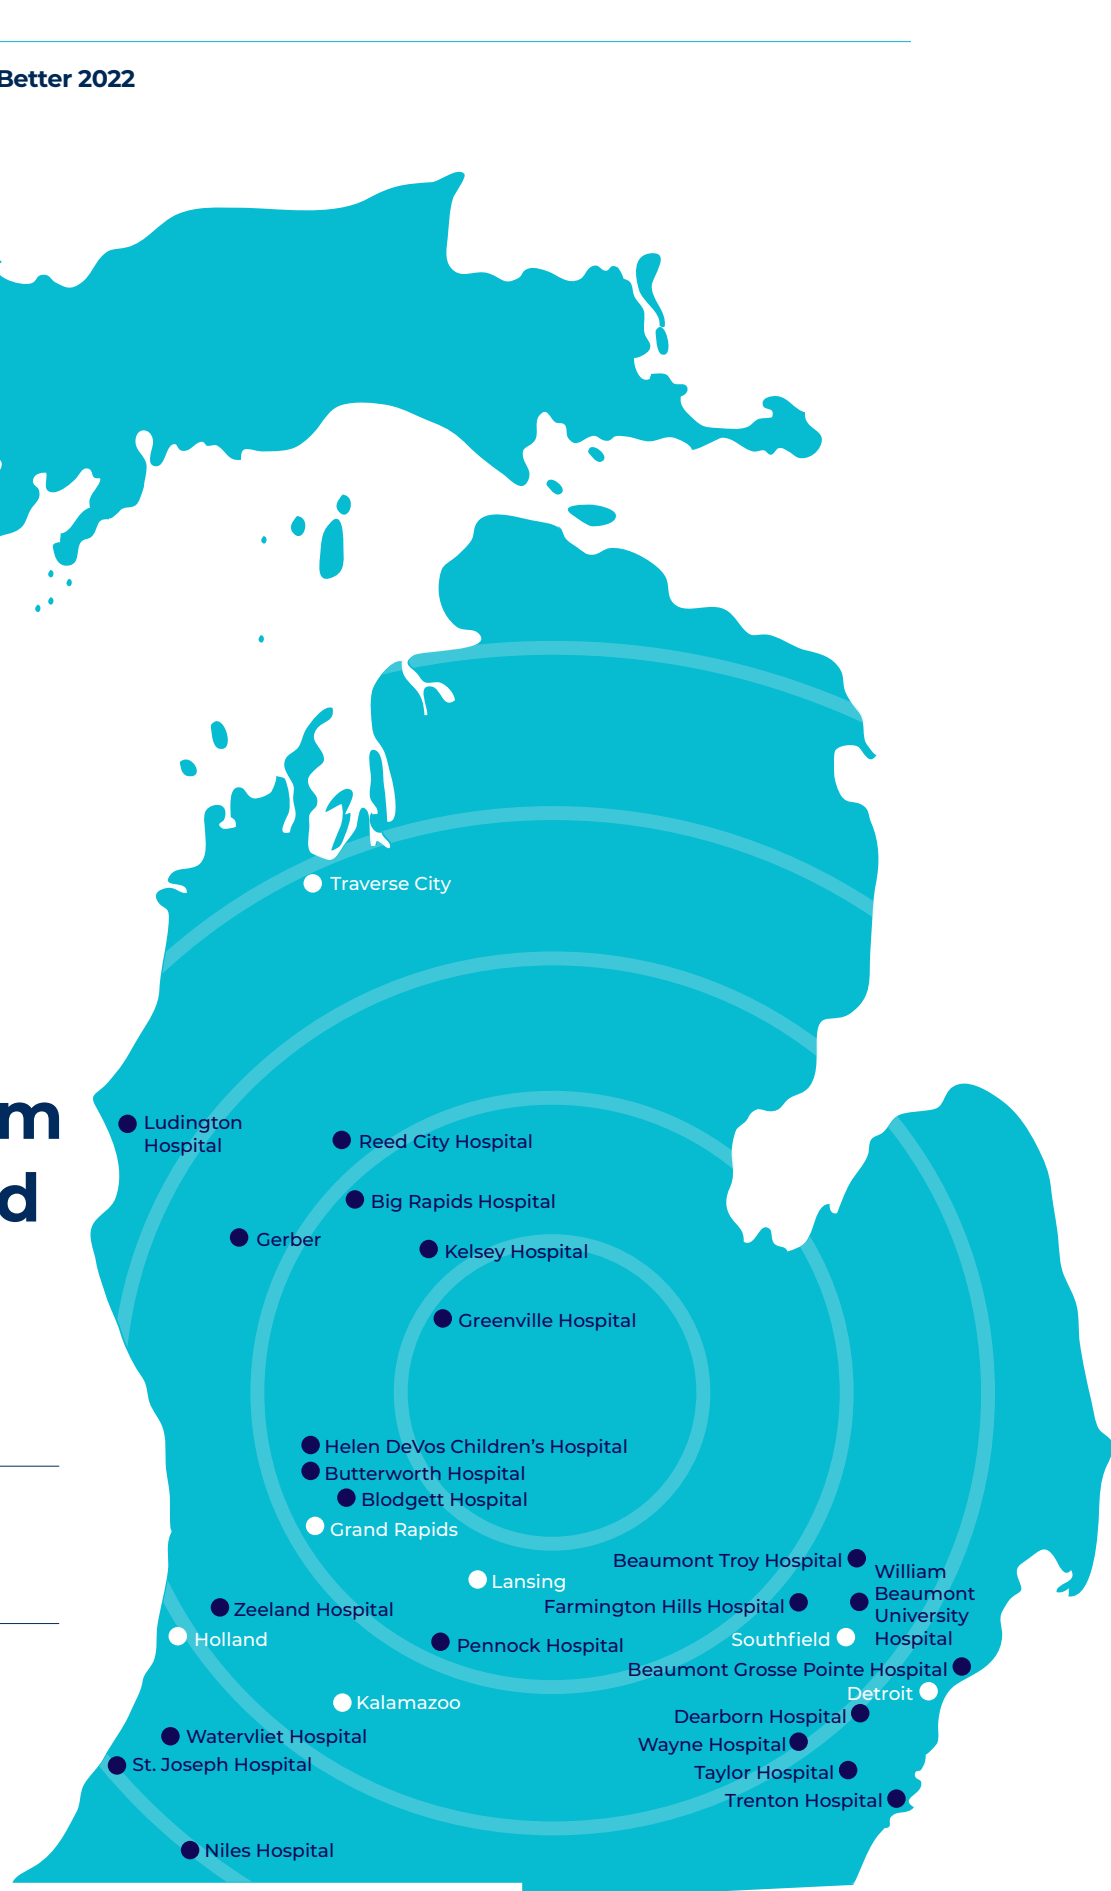 Better 2022
Traverse City
m
d
Ludington
Hospital
Reed City Hospital
Big Rapids Hospital
Gerber
Kelsey Hospital
Greenville Hospital
Helen DeVos Children’s Hospital
Butterworth Hospital
Blodgett Hospital
Grand Rapids
Lansing
Beaumont Troy Hospital
William
Beaumont
University
Hospital
Farmington Hills Hospital
Zeeland Hospital
Holland
Pennock Hospital
Southfield
Beaumont Grosse Pointe Hospital
Detroit
Kalamazoo
Dearborn Hospital
Watervliet Hospital
Wayne Hospital
St. Joseph Hospital
Taylor Hospital
Trenton Hospital
Niles Hospital